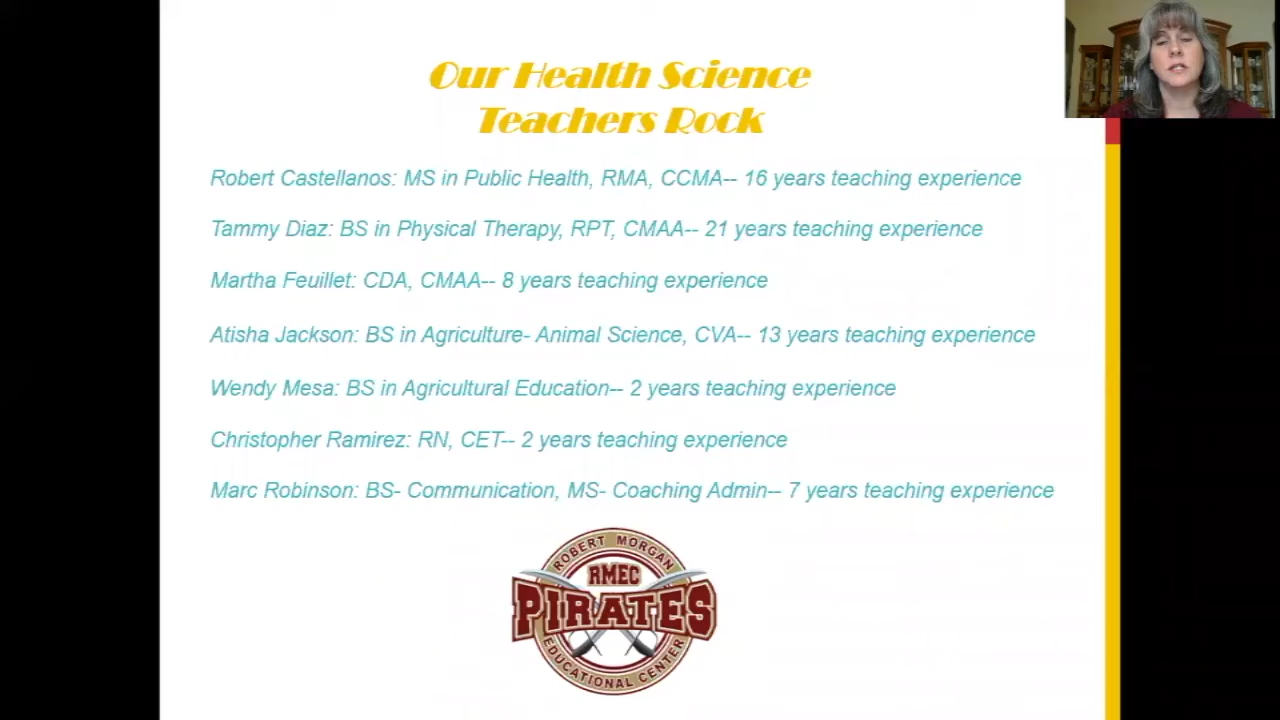 Our Health Science
Teachers Rock
Robert Castellanos: MS in Public Health, RMA, CCMA-- 16 years teaching experience
Tammy Diaz: BS in Physical Therapy, RPT, CMAA-- 21 years teaching experience
Martha Feuillet: CDA, CMAA-- 8 years teaching experience
Atisha Jackson: BS in Agriculture- Animal Science, CVA-- 13 years teaching experience
Wendy Mesa: BS in Agricultural Education-- 2 years teaching experience
Christopher Ramirez: RN, CET-- 2 years teaching experience
Marc Robinson: BS- Communication, MS- Coaching Admin-- 7 years teaching experience
ROBERT MORGAN
RMEC
PIRATES
EDUCATIONAL CENTER